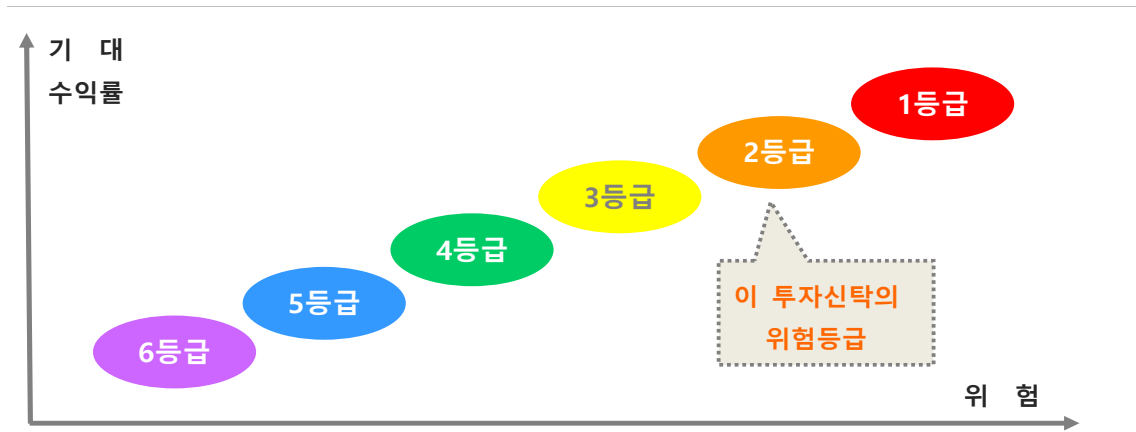 기 대
수익률
1등급
2등급
3등급
4등급
5등급
6등급
이 투자신탁의
위험등급
위 험